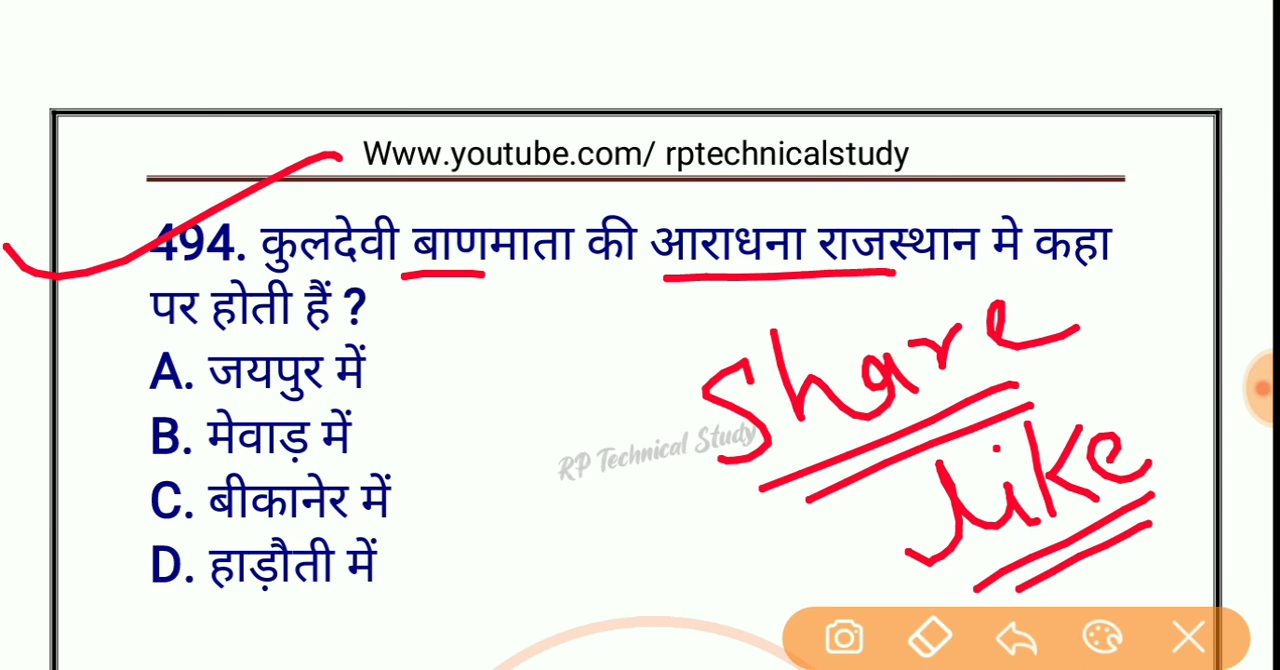 Www.youtube.com/ rptechnicalstudy
494. कुलदेवी बाणमाता की आराधना राजस्थान मे कहा
पर होती हैं ?
A. जयपुर में
B. मेवाड़ में
C. बीकानेर में
D. हाड़ौती में
Share
like
RP Technical Study